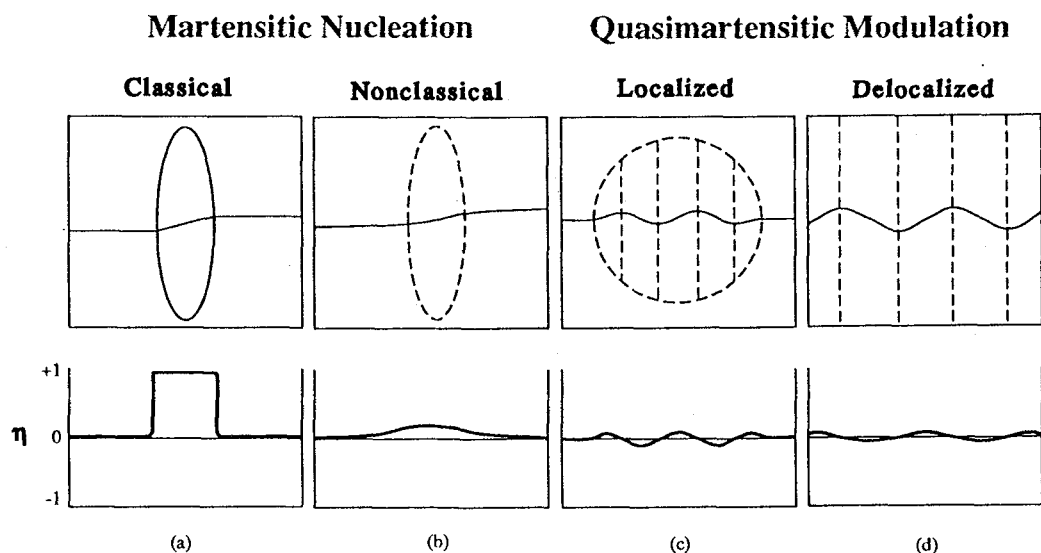 Martensitic Nucleation
Quasimartensitic Modulation
Classical
Nonclassical
Localized
Delocalized
+1
η
0
-1
(a)
(b)
(c)
(d)